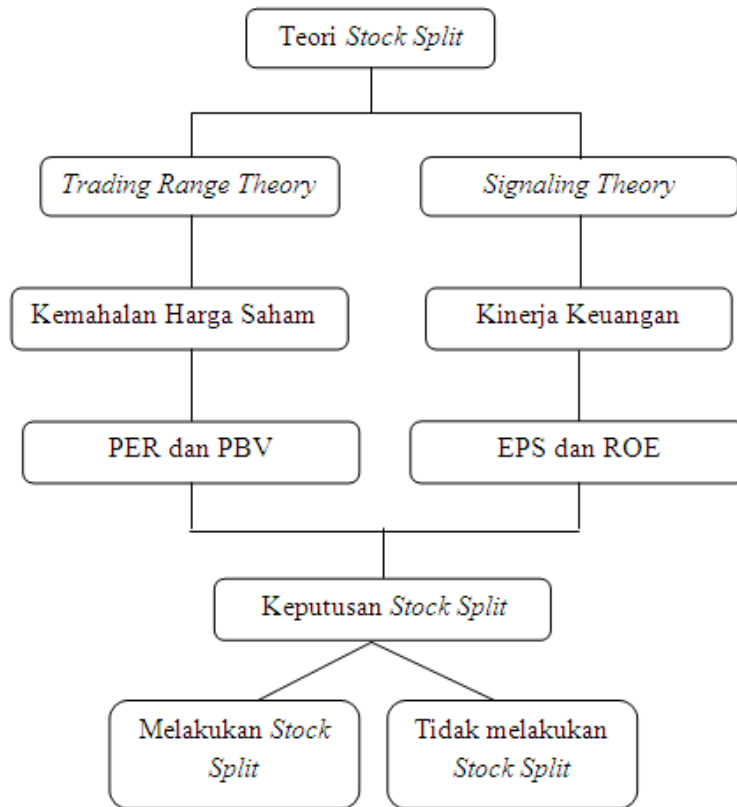 Teori Stock Split
Trading Range Theory
Signaling Theory
Kemahalan Harga Saham
Kinerja Keuangan
PER dan PBV
EPS dan ROE
Keputusan Stock Split
Melakukan Stock
Split
Tidak melakukan
Stock Split